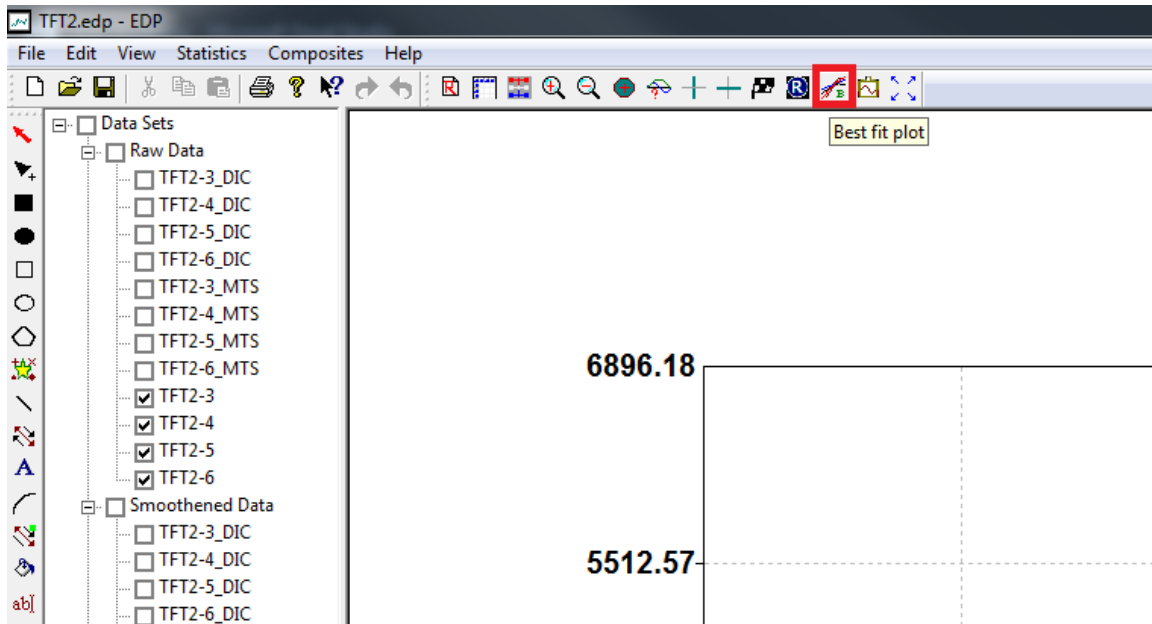 TFT2.edp - EDP
File Edit View Statistics Composites Help
Best fit plot
Data Sets
Raw Data
TFT2-3_DIC
TFT2-4_DIC
TFT2-5_DIC
TFT2-6_DIC
TFT2-3_MTS
TFT2-4_MTS
TFT2-5_MTS
TFT2-6_MTS
TFT2-3
TFT2-4
TFT2-5
TFT2-6
Smoothened Data
TFT2-3_DIC
TFT2-4_DIC
TFT2-5_DIC
TFT2-6_DIC
A
ab
6896.18
5512.57